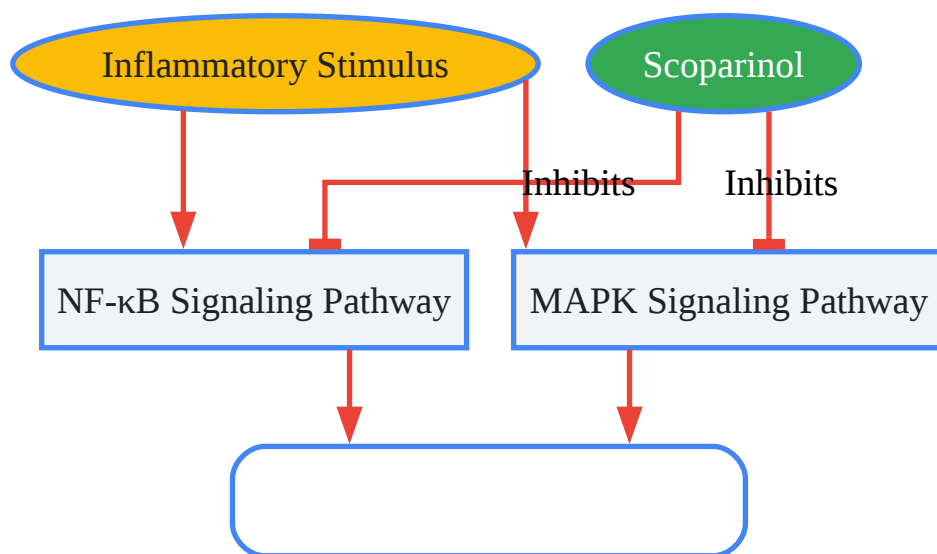 Inflammatory Stimulus
Scoparinol
Inhibits
Inhibits
NF-κB Signaling Pathway
MAPK Signaling Pathway